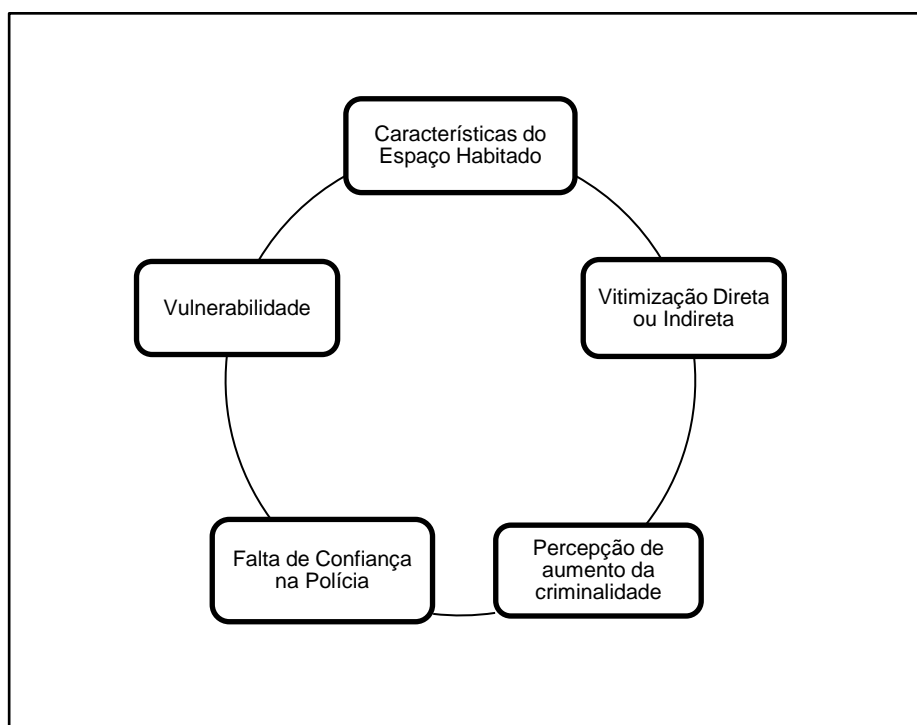 Características do
Espaço Habitado
Vitimização Direta
ou Indireta
Percepção de
aumento da
criminalidade
Falta de Confiança
na Polícia
Vulnerabilidade